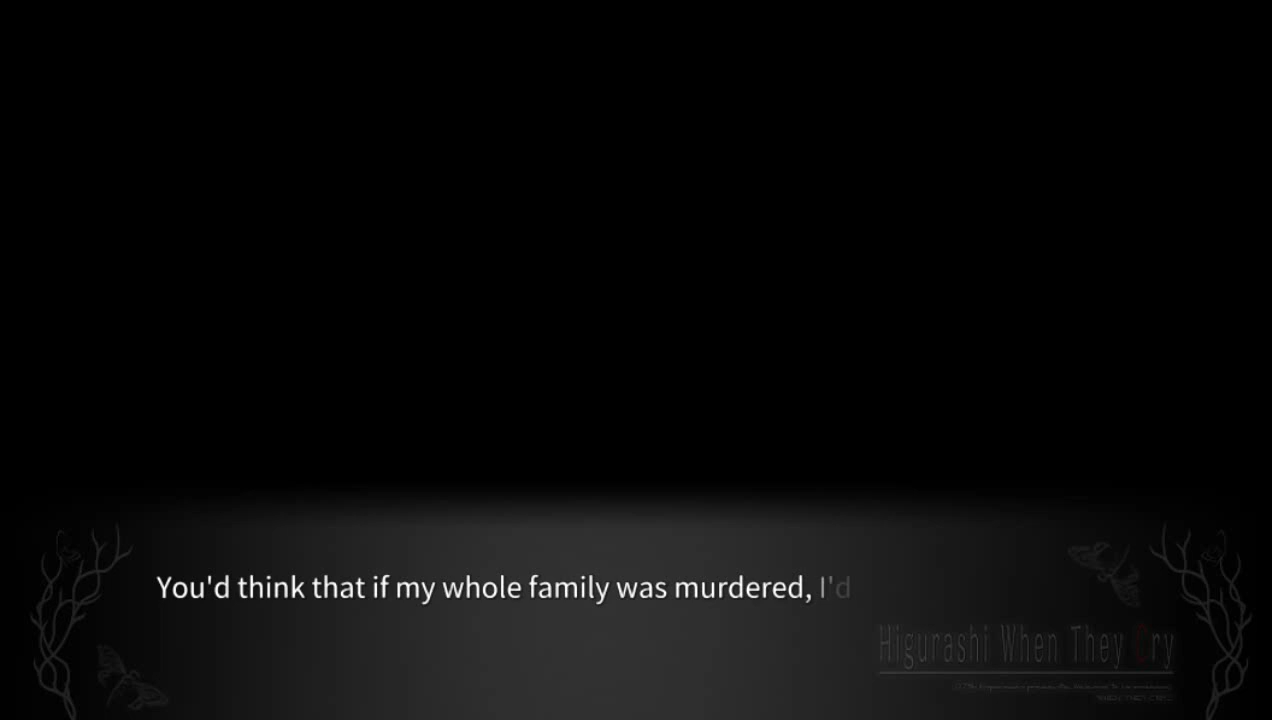 You'd think that if my whole family was murdered, I'd
Higurashi When They Cry